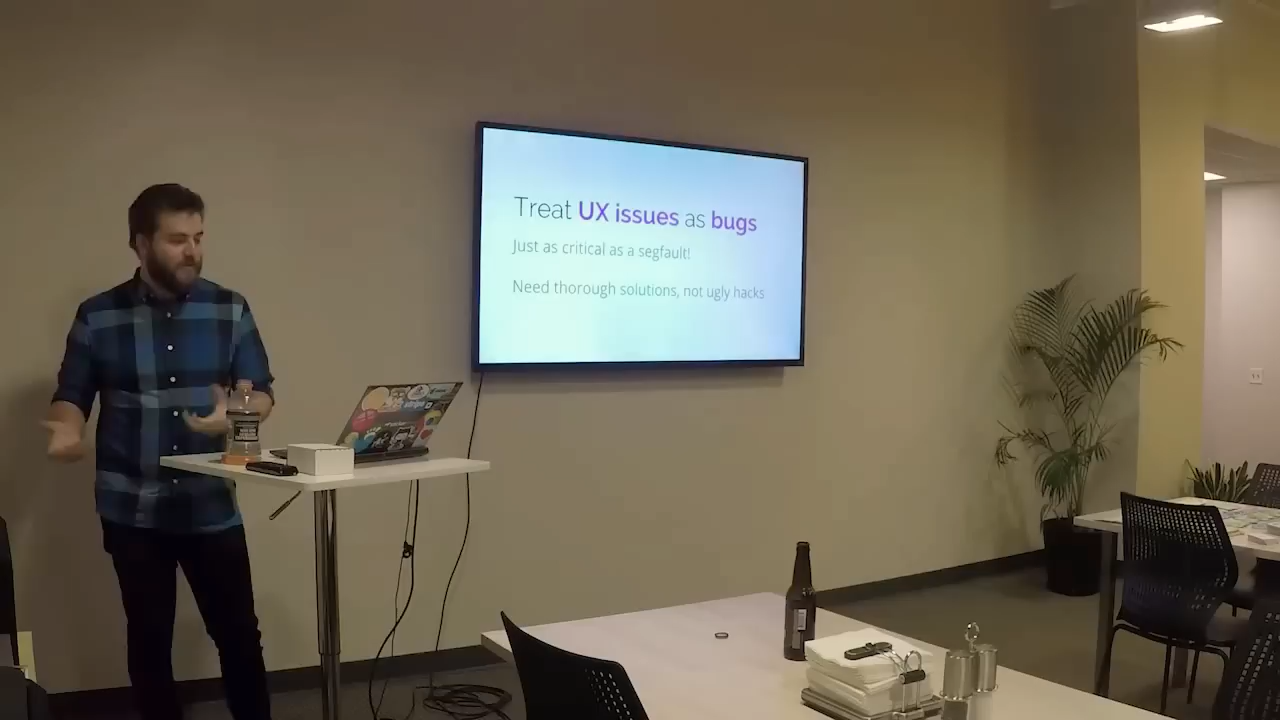 Treat UX issues as bugs
Just as critical as a segfault!
Need thorough solutions, not ugly hacks